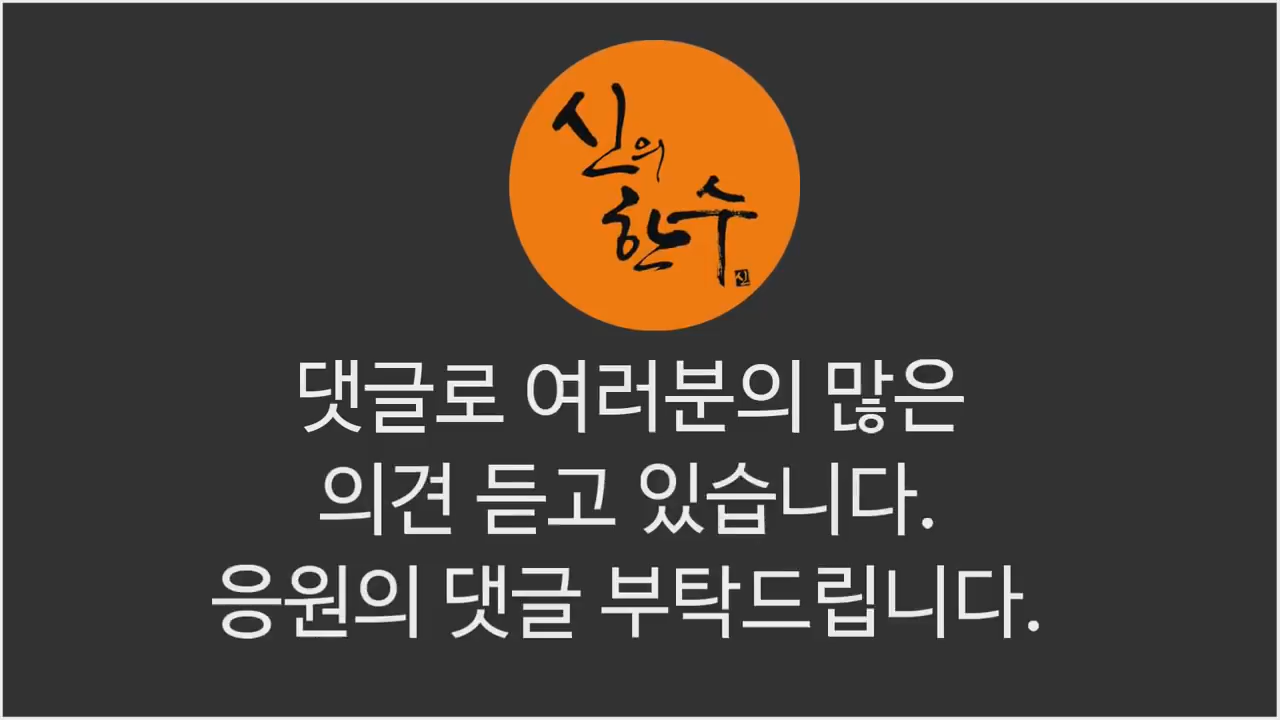 신의
한수
댓글로 여러분의 많은
의견 듣고 있습니다.
응원의 댓글 부탁드립니다.